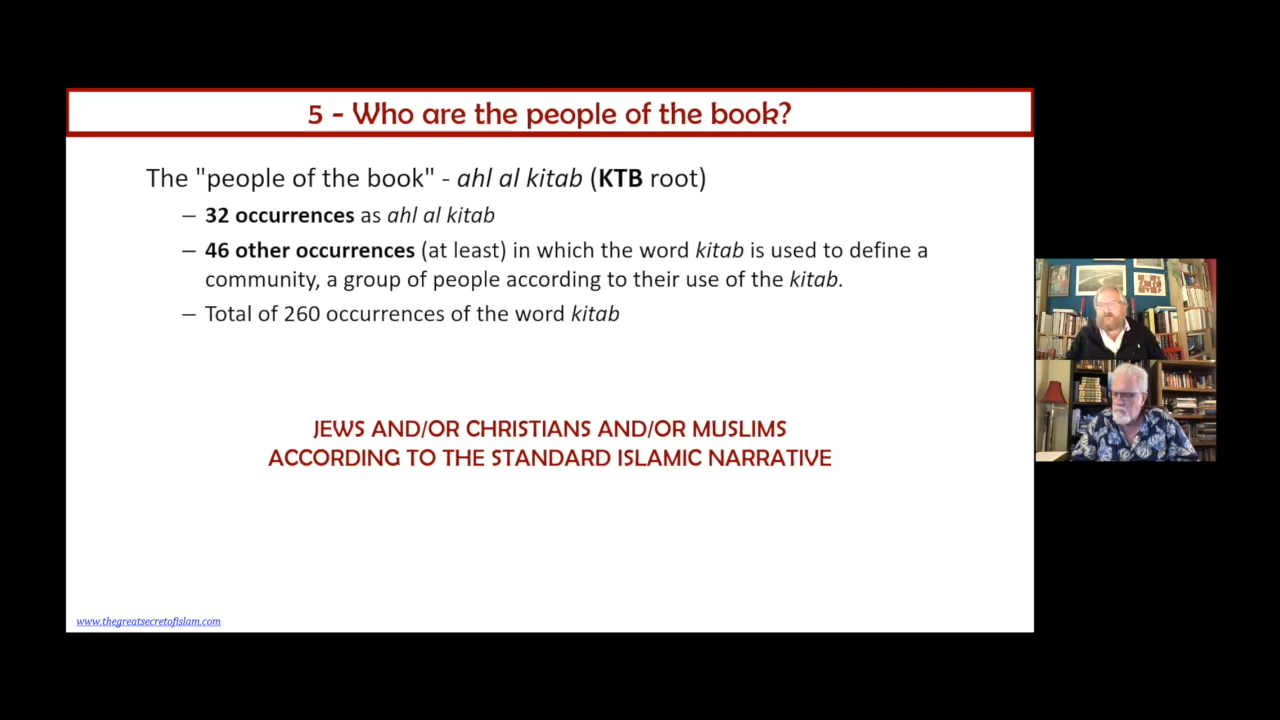 5 - Who are the people of the book?
The "people of the book" - ahl al kitab (KTB root)
– 32 occurrences as ahl al kitab
– 46 other occurrences (at least) in which the word kitab is used to define a
community, a group of people according to their use of the kitab.
– Total of 260 occurrences of the word kitab
JEWS AND/OR CHRISTIANS AND/OR MUSLIMS
ACCORDING TO THE STANDARD ISLAMIC NARRATIVE
www.thegreatsecretofislam.com